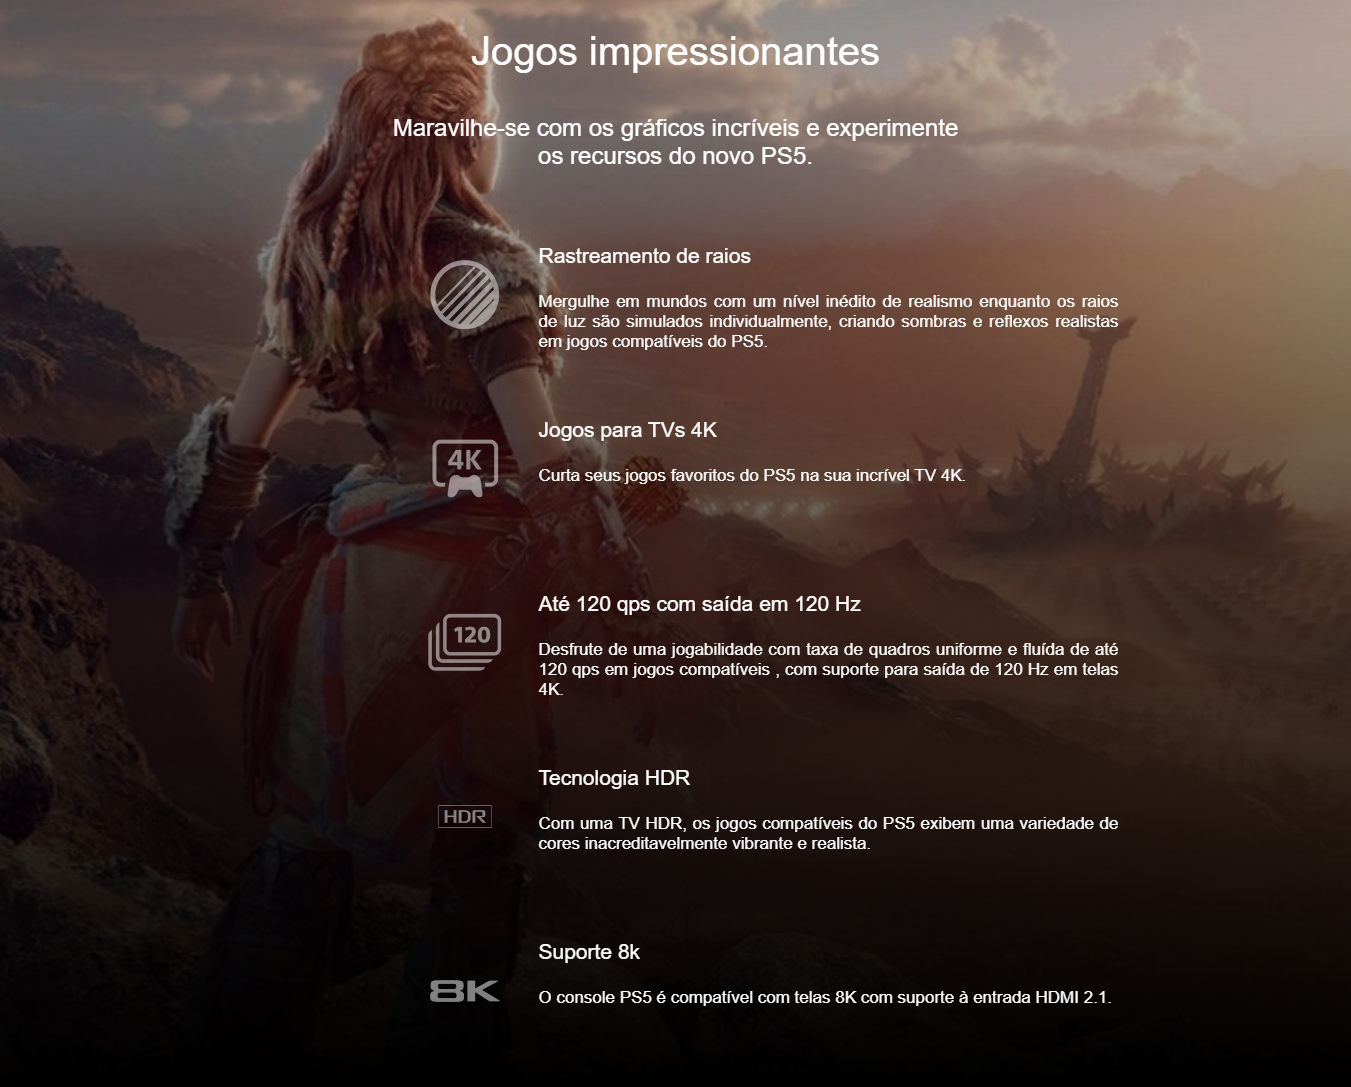 Jogos impressionantes
Maravilhe-se com os gráficos incríveis e experimente
os recursos do novo PS5.
Rastreamento de raios
Mergulhe em mundos com um nível inédito de realismo enquanto os raios
de luz são simulados individualmente, criando sombras e reflexos realistas
em jogos compatíveis do PS5.
4K
Jogos para TVs 4K
Curta seus jogos favoritos do PS5 na sua incrível TV 4K.
120
Até 120 qps com saída em 120 Hz
Desfrute de uma jogabilidade com taxa de quadros uniforme e fluída de até
120 qps em jogos compatíveis , com suporte para saída de 120 Hz em telas
4K.
HDR
Tecnologia HDR
Com uma TV HDR, os jogos compatíveis do PS5 exibem uma variedade de
cores inacreditavelmente vibrante e realista.
8K
Suporte 8k
O console PS5 é compatível com telas 8K com suporte à entrada HDMI 2.1.